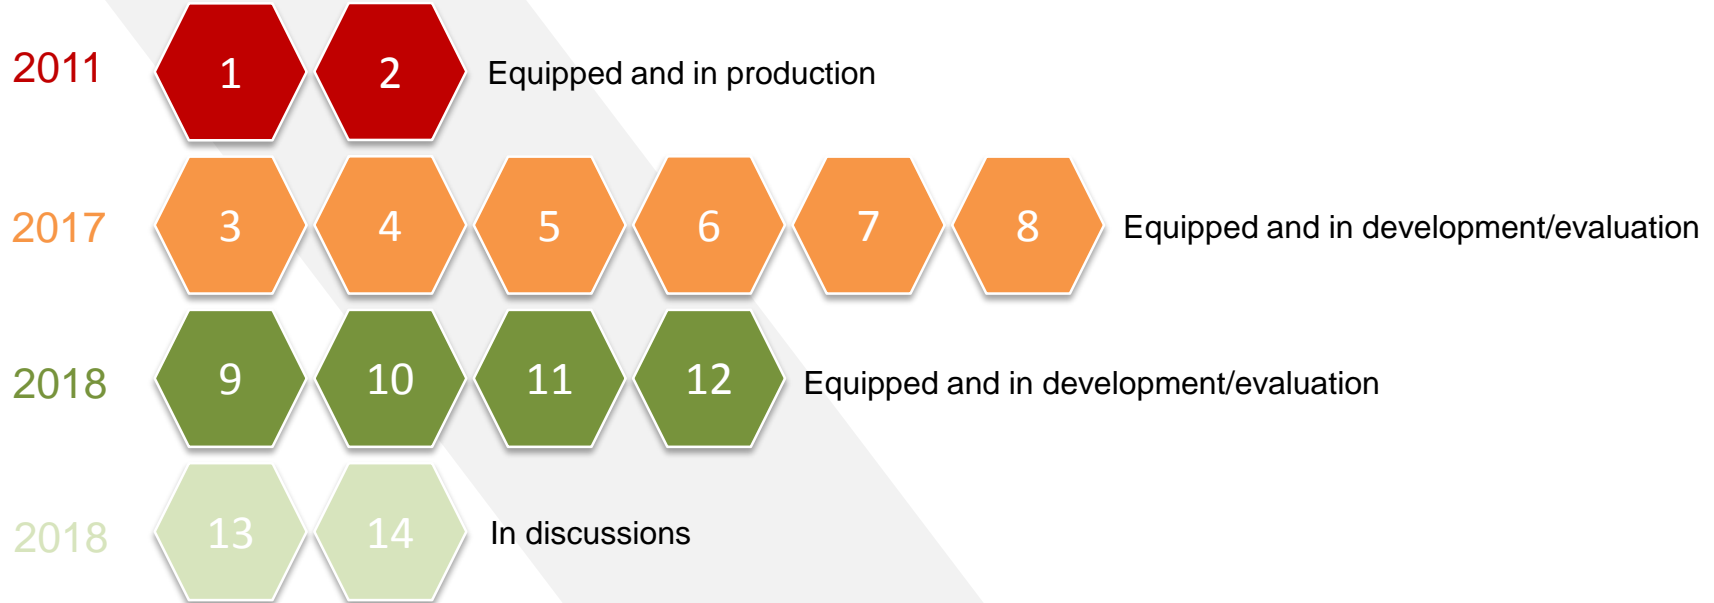 2011 1 2 Equipped and in production
2017 3 4 5 6 7 8 Equipped and in development/evaluation
2018 9 10 11 12 Equipped and in development/evaluation
2018 13 14 In discussions